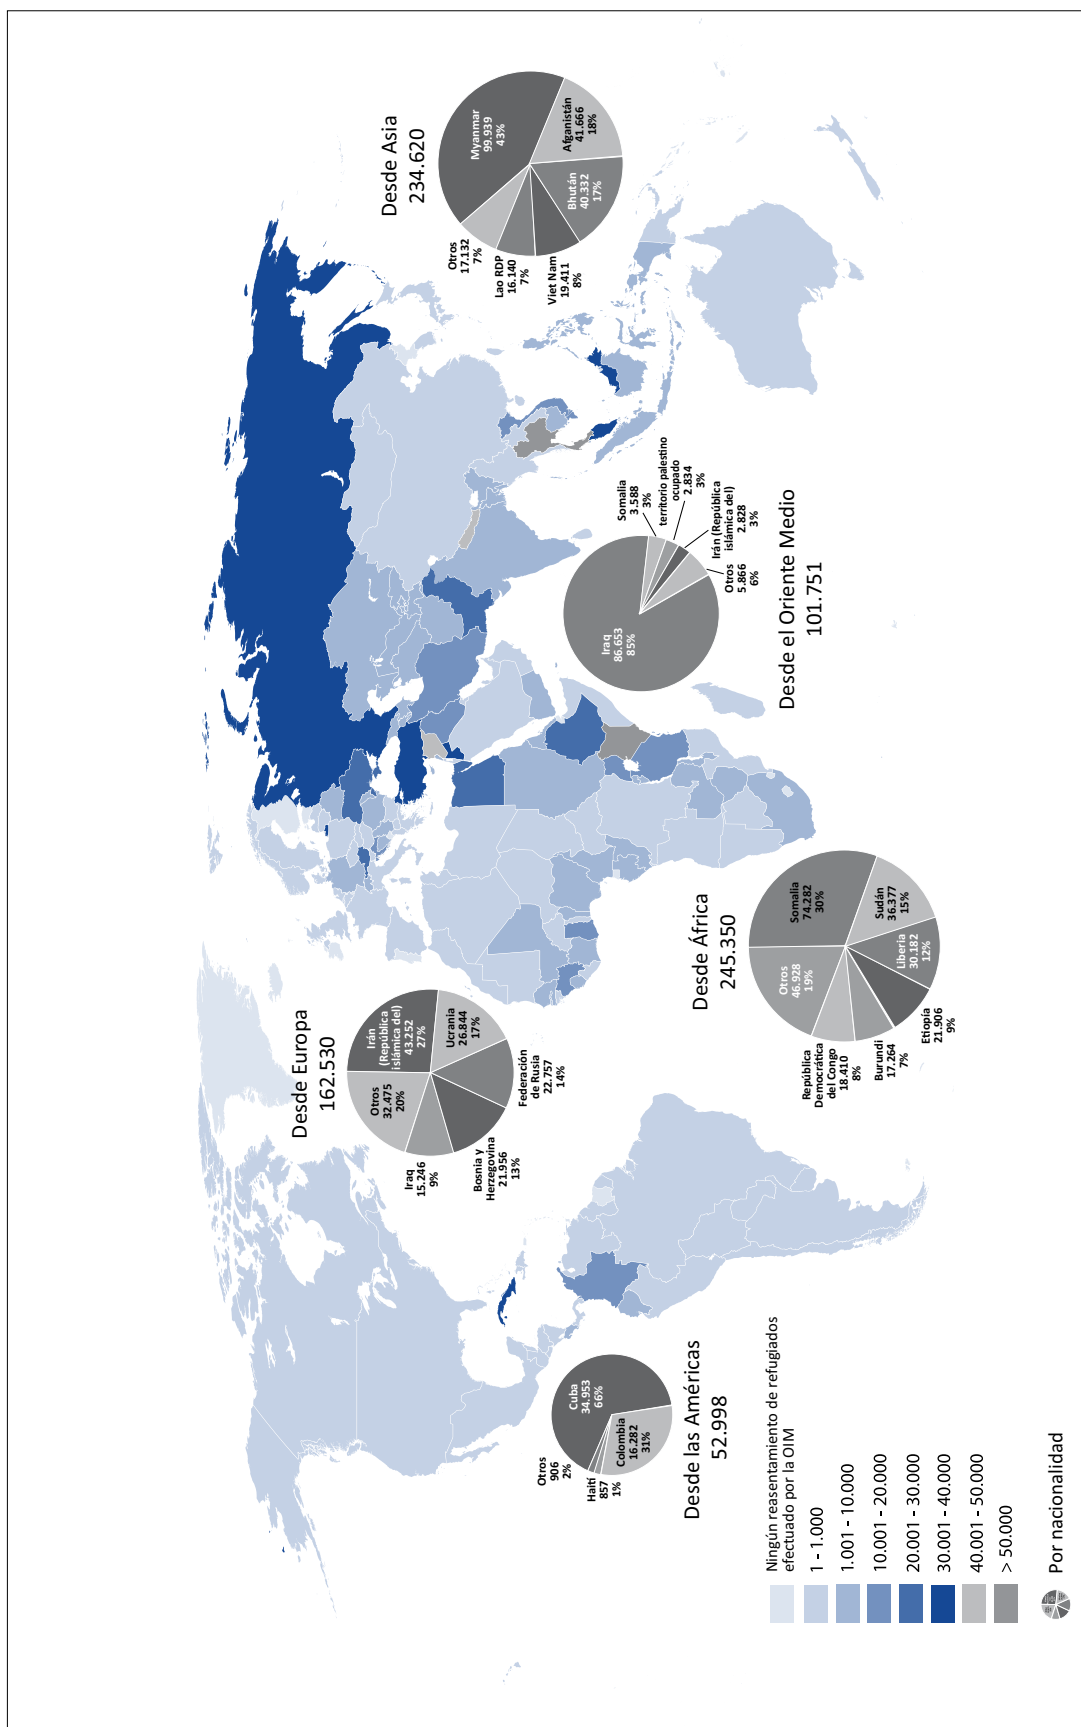 Desde las Américas
52.998
Cuba
34.953
66%
Colombia
16.282
31%
Haití
857
1%
Otros
906
2%
Desde Europa
162.530
Irán
(República
islámica del)
43.252
27%
Ucrania
26.844
17%
Federación
de Rusia
22.757
14%
Bosnia y
Herzegovina
21.956
13%
Iraq
15.246
9%
Otros
32.475
20%
Desde África
245.350
Somalia
74.282
30%
Sudán
36.377
15%
Liberia
30.182
12%
Etiopía
21.906
9%
Burundi
17.264
7%
República
Democrática
del Congo
18.410
8%
Otros
46.928
19%
Desde el Oriente Medio
101.751
Iraq
86.653
85%
Somalia
3.588
3%
territorio palestino
ocupado
2.834
3%
Irán (República
islámica del)
2.828
3%
Otros
5.866
6%
Desde Asia
234.620
Myanmar
99.939
43%
Afganistán
41.666
18%
Bhután
40.332
17%
Viet Nam
19.411
8%
Lao RDP
16.140
7%
Otros
17.132
7%
Ningún reasentamiento de refugiados
efectuado por la OIM
1 - 1.000
1.001 - 10.000
10.001 - 20.000
20.001 - 30.000
30.001 - 40.000
40.001 - 50.000
> 50.000
Por nacionalidad